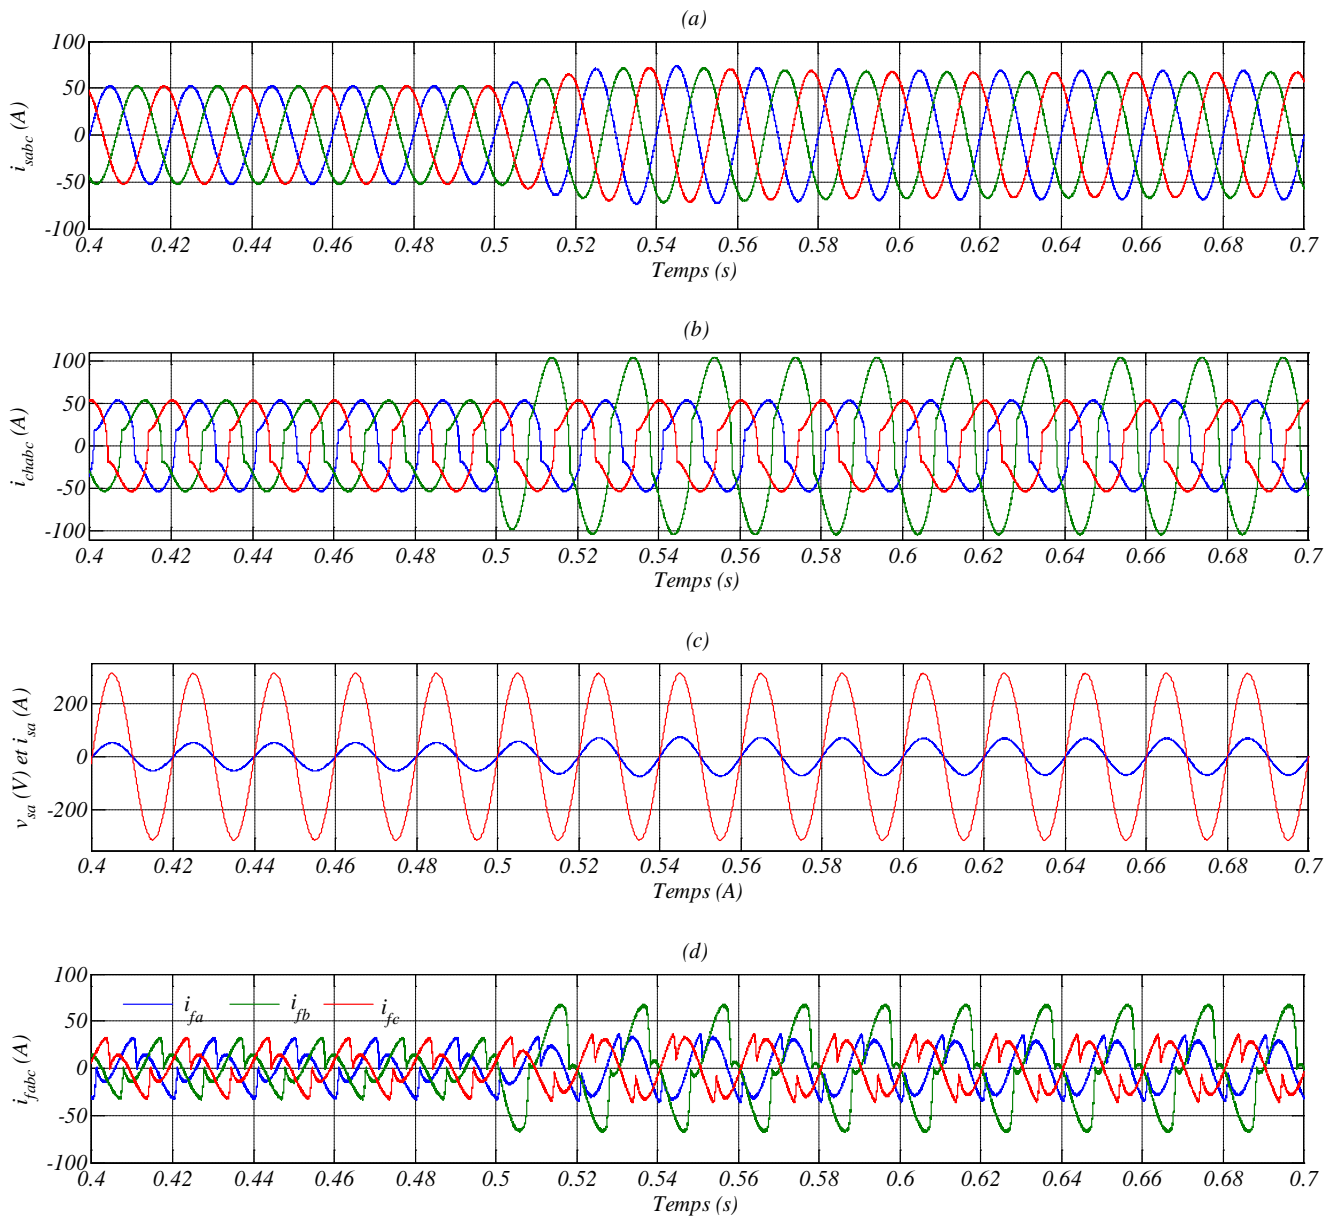 (a)
100
50
0
-50
-100
i_sabc (A)
0.4 0.42 0.44 0.46 0.48 0.5 0.52 0.54 0.56 0.58 0.6 0.62 0.64 0.66 0.68 0.7
Temps (s)
(b)
100
50
0
-50
-100
i_chabc (A)
0.4 0.42 0.44 0.46 0.48 0.5 0.52 0.54 0.56 0.58 0.6 0.62 0.64 0.66 0.68 0.7
Temps (s)
(c)
200
0
-200
v_sa (V) et i_sa (A)
0.4 0.42 0.44 0.46 0.48 0.5 0.52 0.54 0.56 0.58 0.6 0.62 0.64 0.66 0.68 0.7
Temps (A)
(d)
i_fa i_fb i_fc
100
50
0
-50
-100
i_fabc (A)
0.4 0.42 0.44 0.46 0.48 0.5 0.52 0.54 0.56 0.58 0.6 0.62 0.64 0.66 0.68 0.7
Temps (s)